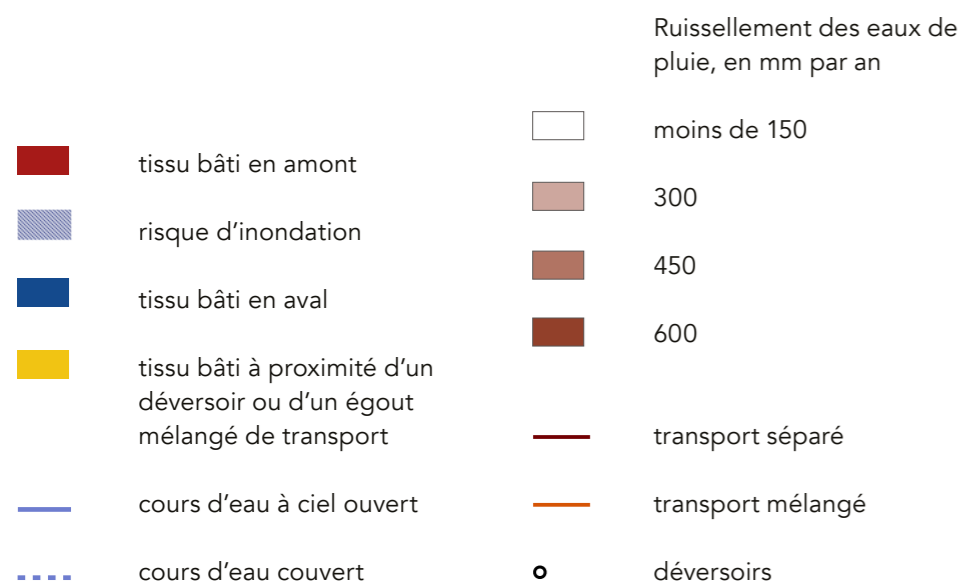 tissu bâti en amont
risque d'inondation
tissu bâti en aval
tissu bâti à proximité d'un
déversoir ou d'un égout
mélangé de transport
cours d'eau à ciel ouvert
cours d'eau couvert
Ruissellement des eaux de
pluie, en mm par an
moins de 150
300
450
600
transport séparé
transport mélangé
déversoirs